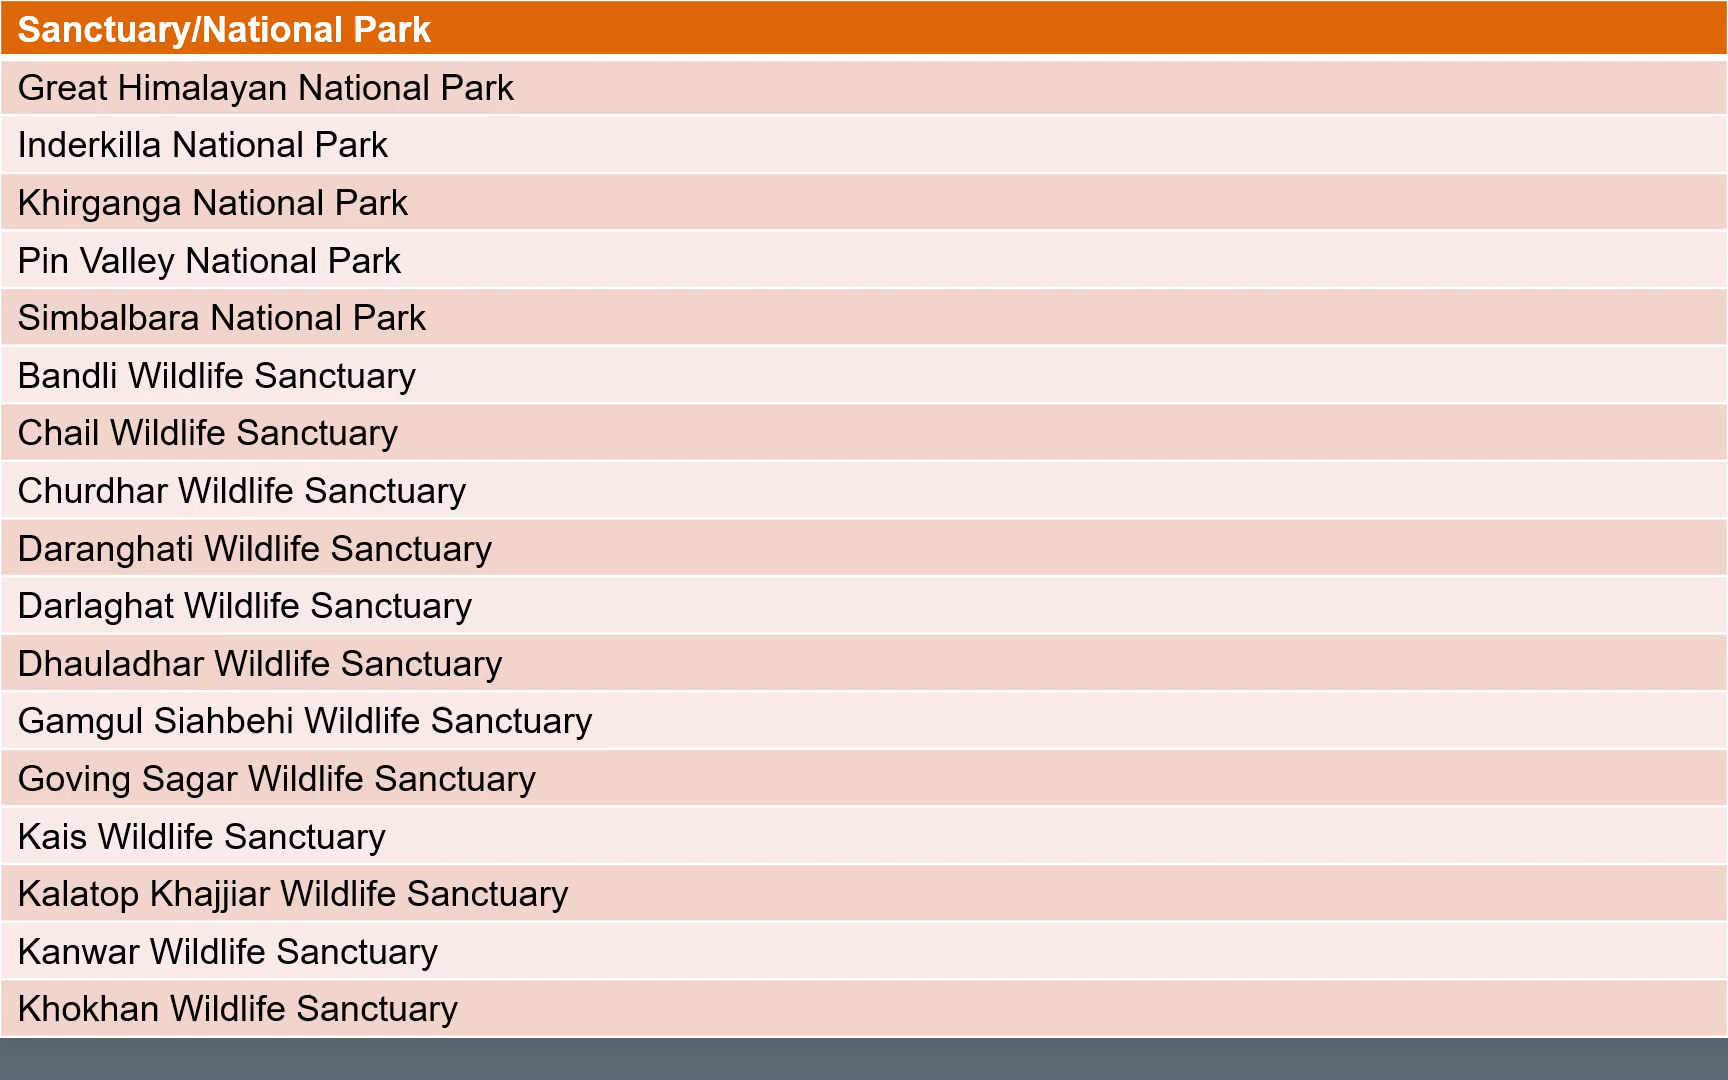 Sanctuary/National Park
Great Himalayan National Park
Inderkilla National Park
Khirganga National Park
Pin Valley National Park
Simbalbara National Park
Bandli Wildlife Sanctuary
Chail Wildlife Sanctuary
Churdhar Wildlife Sanctuary
Daranghati Wildlife Sanctuary
Darlaghat Wildlife Sanctuary
Dhauladhar Wildlife Sanctuary
Gamgul Siahbehi Wildlife Sanctuary
Goving Sagar Wildlife Sanctuary
Kais Wildlife Sanctuary
Kalatop Khajjiar Wildlife Sanctuary
Kanwar Wildlife Sanctuary
Khokhan Wildlife Sanctuary